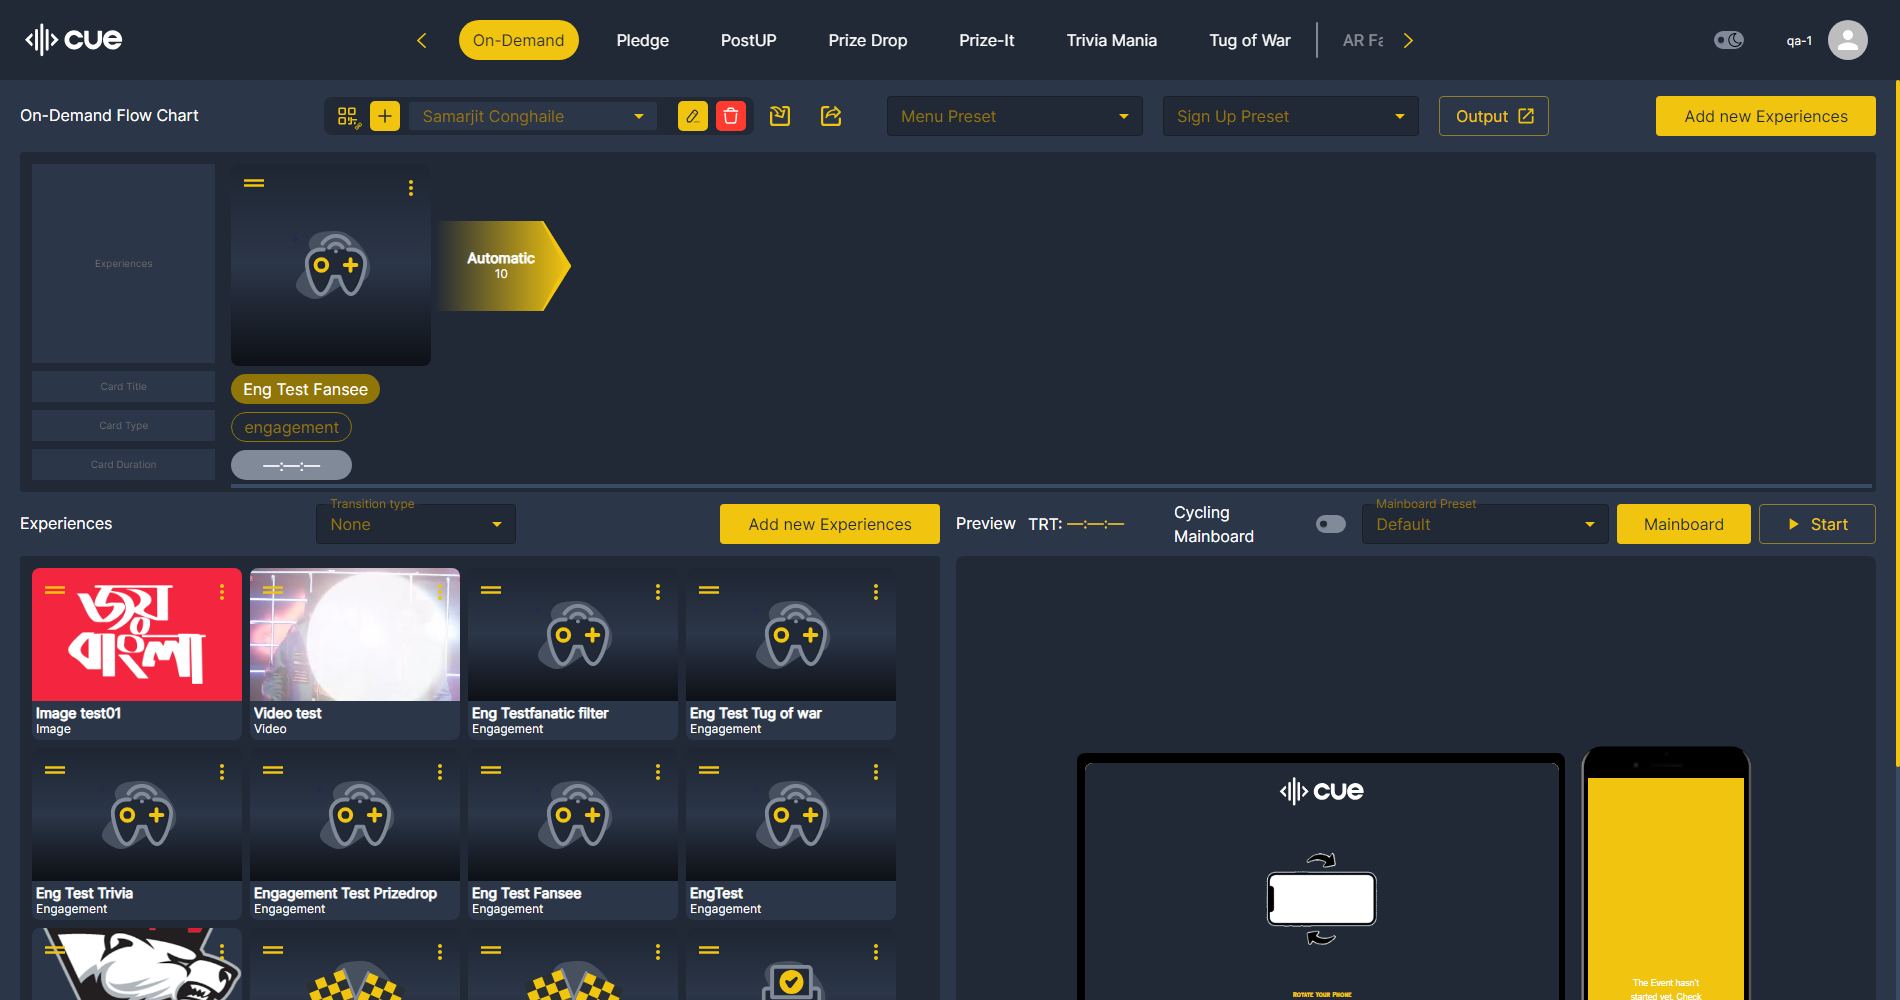 cue
On-Demand
Pledge
PostUP
Prize Drop
Prize-It
Trivia Mania
Tug of War
AR Fa
qa-1
On-Demand Flow Chart
Samarjit Conghaile
Menu Preset
Sign Up Preset
Output
Add new Experiences
Experiences
Automatic
10
Card Title
Eng Test Fansee
Card Type
engagement
Card Duration
—:—:—
Experiences
Transition type
None
Add new Experiences
Preview
TRT: —:—:—
Cycling
Mainboard
Mainboard Preset
Default
Mainboard
Start
জয়
বাংলা
Image test01
Image
Video test
Video
Eng Testfanatic filter
Engagement
Eng Test Tug of war
Engagement
Eng Test Trivia
Engagement
Engagement Test Prizedrop
Engagement
Eng Test Fansee
Engagement
EngTest
Engagement
cue
Rotate Your Phone
The Event hasn't
started yet. Check